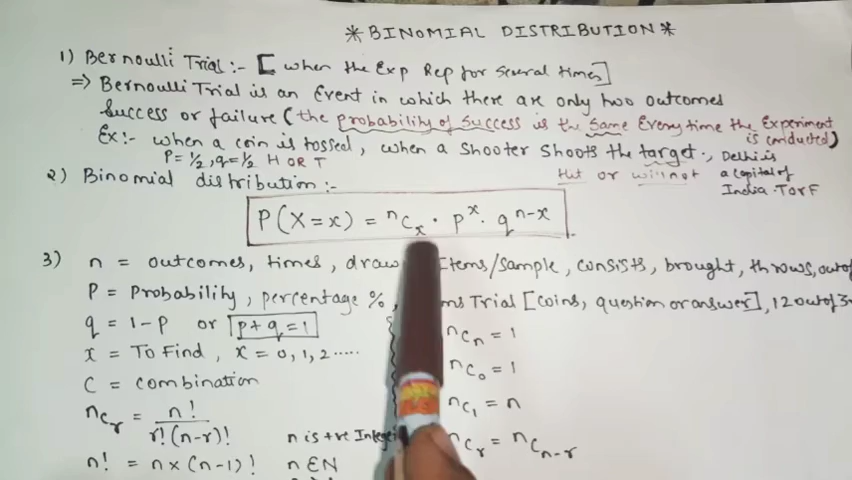 *BINOMIAL DISTRIBUTION*
1) Bernoulli Trial:- [when the Exp Rep for several times]
=> Bernoulli Trial is an Event in which there are only two outcomes
Success or failure (the probability of success is the same Every time the Experiment is conducted)
Ex:- when a coin is tossed, when a shooter shoots the target., Delhi is
P=½, q=½ H OR T Hit or will not a capital of
India. T or F
2) Binomial distribution:-
P(X=x) = ⁿCₓ · pˣ · qⁿ⁻ˣ
3) n = outcomes, times, draw Items/sample, consists, brought, throws, out of
P = Probability, percentage %, Trial [coins, question or answer], 12 out of 3
q = 1-p or p+q=1
x = To Find, x = 0, 1, 2 .....
C = combination
ⁿCᵣ = n! / r!(n-r)! n is +ve
n! = n×(n-1)! n∈N
ⁿCₙ = 1
ⁿC₀ = 1
ⁿC₁ = n
ⁿCᵣ = ⁿCₙ₋ᵣ